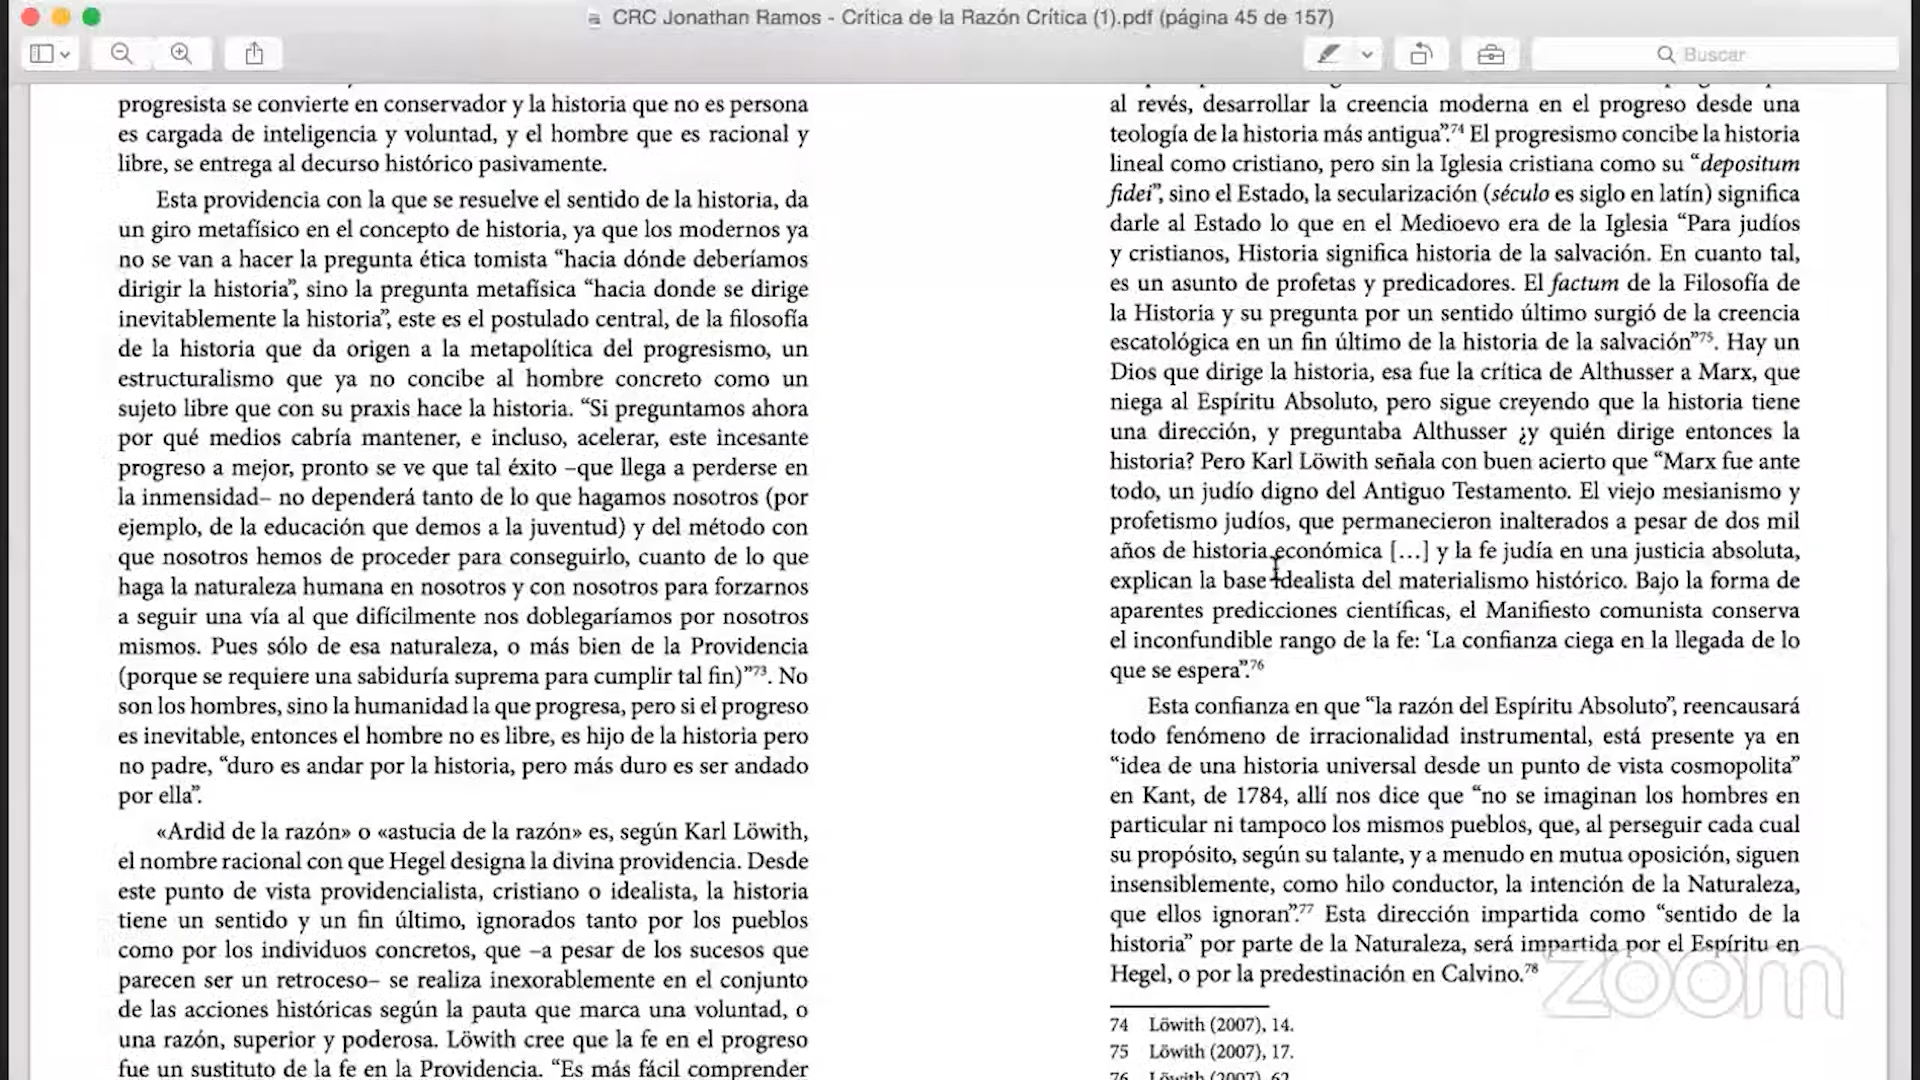 CRC Jonathan Ramos - Crítica de la Razón Crítica (1).pdf (página 45 de 157)
Buscar
progresista se convierte en conservador y la historia que no es persona
es cargada de inteligencia y voluntad, y el hombre que es racional y
libre, se entrega al decurso histórico pasivamente.
Esta providencia con la que se resuelve el sentido de la historia, da
un giro metafísico en el concepto de historia, ya que los modernos ya
no se van a hacer la pregunta ética tomista “hacia dónde deberíamos
dirigir la historia”, sino la pregunta metafísica “hacia donde se dirige
inevitablemente la historia”, este es el postulado central, de la filosofía
de la historia que da origen a la metapolítica del progresismo, un
estructuralismo que ya no concibe al hombre concreto como un
sujeto libre que con su praxis hace la historia. “Si preguntamos ahora
por qué medios cabría mantener, e incluso, acelerar, este incesante
progreso a mejor, pronto se ve que tal éxito –que llega a perderse en
la inmensidad– no dependerá tanto de lo que hagamos nosotros (por
ejemplo, de la educación que demos a la juventud) y del método con
que nosotros hemos de proceder para conseguirlo, cuanto de lo que
haga la naturaleza humana en nosotros y con nosotros para forzarnos
a seguir una vía al que difícilmente nos doblegaríamos por nosotros
mismos. Pues sólo de esa naturaleza, o más bien de la Providencia
(porque se requiere una sabiduría suprema para cumplir tal fin)”73. No
son los hombres, sino la humanidad la que progresa, pero si el progreso
es inevitable, entonces el hombre no es libre, es hijo de la historia pero
no padre, “duro es andar por la historia, pero más duro es ser andado
por ella”.
«Ardid de la razón» o «astucia de la razón» es, según Karl Löwith,
el nombre racional con que Hegel designa la divina providencia. Desde
este punto de vista providencialista, cristiano o idealista, la historia
tiene un sentido y un fin último, ignorados tanto por los pueblos
como por los individuos concretos, que –a pesar de los sucesos que
parecen ser un retroceso– se realiza inexorablemente en el conjunto
de las acciones históricas según la pauta que marca una voluntad, o
una razón, superior y poderosa. Löwith cree que la fe en el progreso
fue un sustituto de la fe en la Providencia. “Es más fácil comprender
al revés, desarrollar la creencia moderna en el progreso desde una
teología de la historia más antigua”.74 El progresismo concibe la historia
lineal como cristiano, pero sin la Iglesia cristiana como su “depositum
fidei”, sino el Estado, la secularización (século es siglo en latín) significa
darle al Estado lo que en el Medioevo era de la Iglesia “Para judíos
y cristianos, Historia significa historia de la salvación. En cuanto tal,
es un asunto de profetas y predicadores. El factum de la Filosofía de
la Historia y su pregunta por un sentido último surgió de la creencia
escatológica en un fin último de la historia de la salvación”75. Hay un
Dios que dirige la historia, esa fue la crítica de Althusser a Marx, que
niega al Espíritu Absoluto, pero sigue creyendo que la historia tiene
una dirección, y preguntaba Althusser ¿y quién dirige entonces la
historia? Pero Karl Löwith señala con buen acierto que “Marx fue ante
todo, un judío digno del Antiguo Testamento. El viejo mesianismo y
profetismo judíos, que permanecieron inalterados a pesar de dos mil
años de historia económica [...] y la fe judía en una justicia absoluta,
explican la base idealista del materialismo histórico. Bajo la forma de
aparentes predicciones científicas, el Manifiesto comunista conserva
el inconfundible rango de la fe: ‘La confianza ciega en la llegada de lo
que se espera”.76
Esta confianza en que “la razón del Espíritu Absoluto”, reencausará
todo fenómeno de irracionalidad instrumental, está presente ya en
“idea de una historia universal desde un punto de vista cosmopolita”
en Kant, de 1784, allí nos dice que “no se imaginan los hombres en
particular ni tampoco los mismos pueblos, que, al perseguir cada cual
su propósito, según su talante, y a menudo en mutua oposición, siguen
insensiblemente, como hilo conductor, la intención de la Naturaleza,
que ellos ignoran”.77 Esta dirección impartida como “sentido de la
historia” por parte de la Naturaleza, será impartida por el Espíritu en
Hegel, o por la predestinación en Calvino.78
74 Löwith (2007), 14.
75 Löwith (2007), 17.
76 Löwith (2007), 62.
zoom